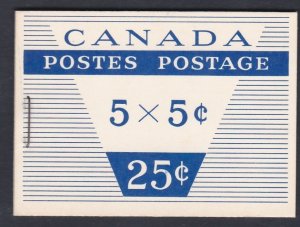 CANADA
POSTES POSTAGE
5 × 5¢
25¢